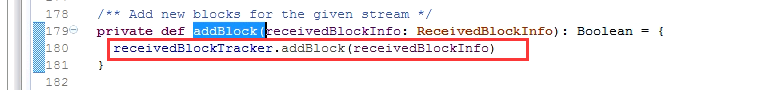 178 /** Add new blocks for the given stream */
179 private def addBlock(receivedBlockInfo: ReceivedBlockInfo): Boolean = {
180 receivedBlockTracker.addBlock(receivedBlockInfo)
181 }
182